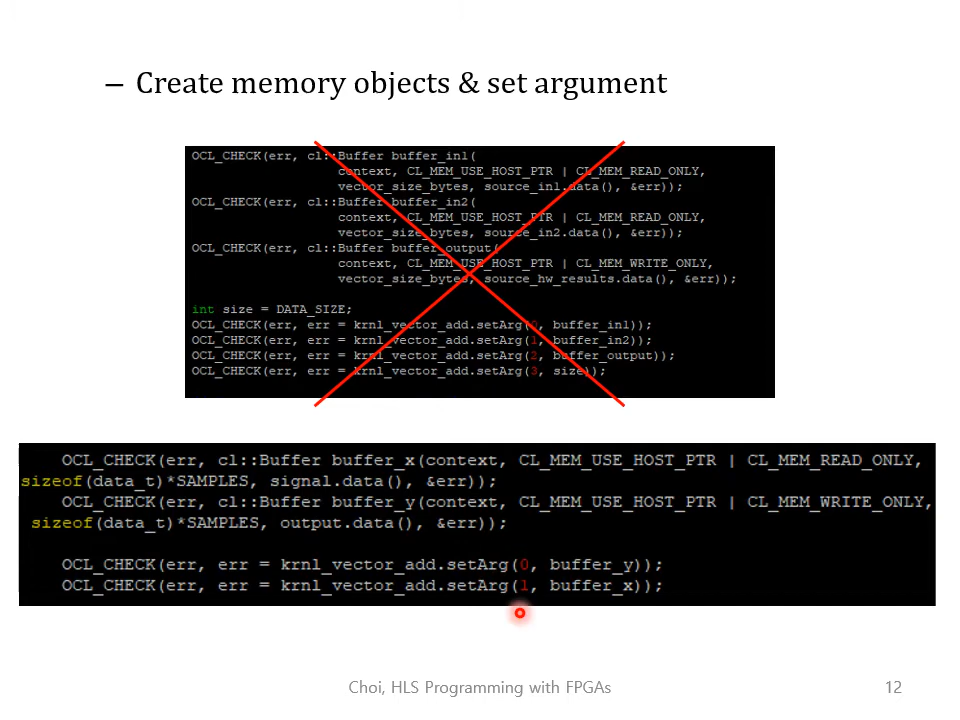 – Create memory objects & set argument
OCL_CHECK(err, cl::Buffer buffer_in1(
context, CL_MEM_USE_HOST_PTR | CL_MEM_READ_ONLY,
vector_size_bytes, source_in1.data(), &err));
OCL_CHECK(err, cl::Buffer buffer_in2(
context, CL_MEM_USE_HOST_PTR | CL_MEM_READ_ONLY,
vector_size_bytes, source_in2.data(), &err));
OCL_CHECK(err, cl::Buffer buffer_output(
context, CL_MEM_USE_HOST_PTR | CL_MEM_WRITE_ONLY,
vector_size_bytes, source_hw_results.data(), &err));
int size = DATA_SIZE;
OCL_CHECK(err, err = krnl_vector_add.setArg(0, buffer_in1));
OCL_CHECK(err, err = krnl_vector_add.setArg(1, buffer_in2));
OCL_CHECK(err, err = krnl_vector_add.setArg(2, buffer_output));
OCL_CHECK(err, err = krnl_vector_add.setArg(3, size));
OCL_CHECK(err, cl::Buffer buffer_x(context, CL_MEM_USE_HOST_PTR | CL_MEM_READ_ONLY,
sizeof(data_t)*SAMPLES, signal.data(), &err));
OCL_CHECK(err, cl::Buffer buffer_y(context, CL_MEM_USE_HOST_PTR | CL_MEM_WRITE_ONLY,
sizeof(data_t)*SAMPLES, output.data(), &err));
OCL_CHECK(err, err = krnl_vector_add.setArg(0, buffer_y));
OCL_CHECK(err, err = krnl_vector_add.setArg(1, buffer_x));
Choi, HLS Programming with FPGAs
12